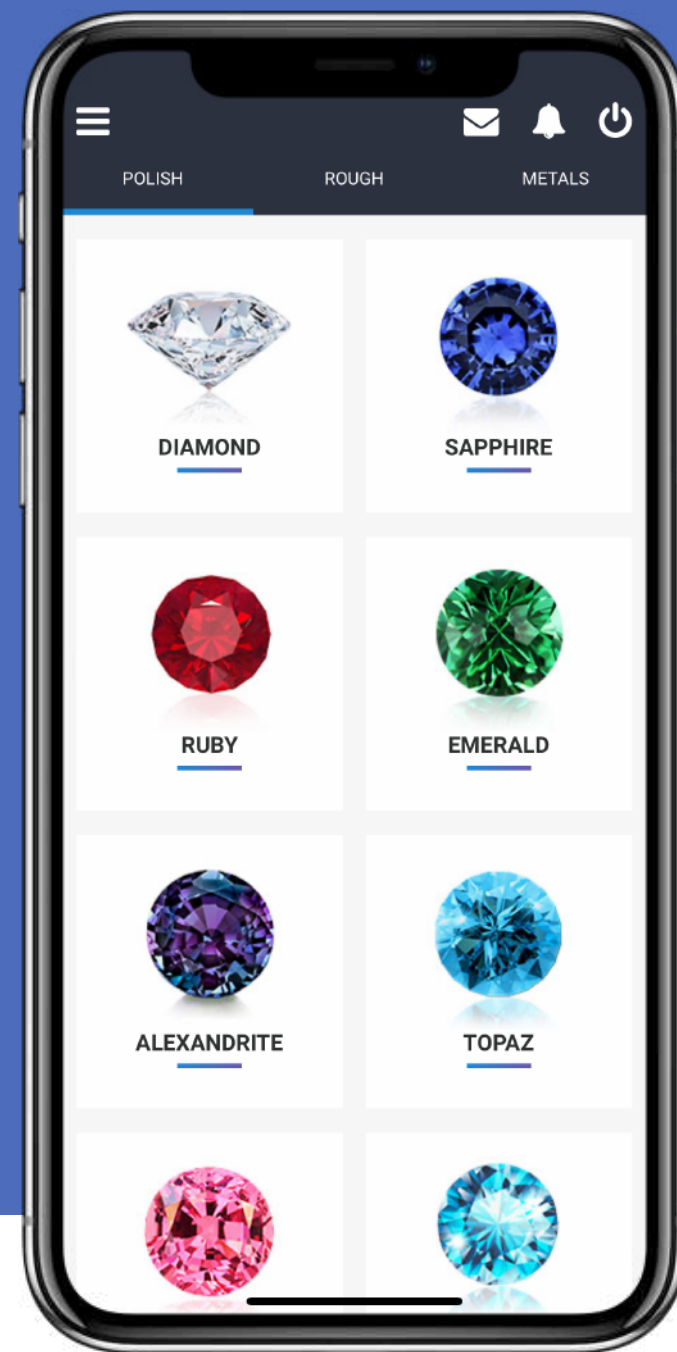 POLISH ROUGH METALS
DIAMOND SAPPHIRE
RUBY EMERALD
ALEXANDRITE TOPAZ